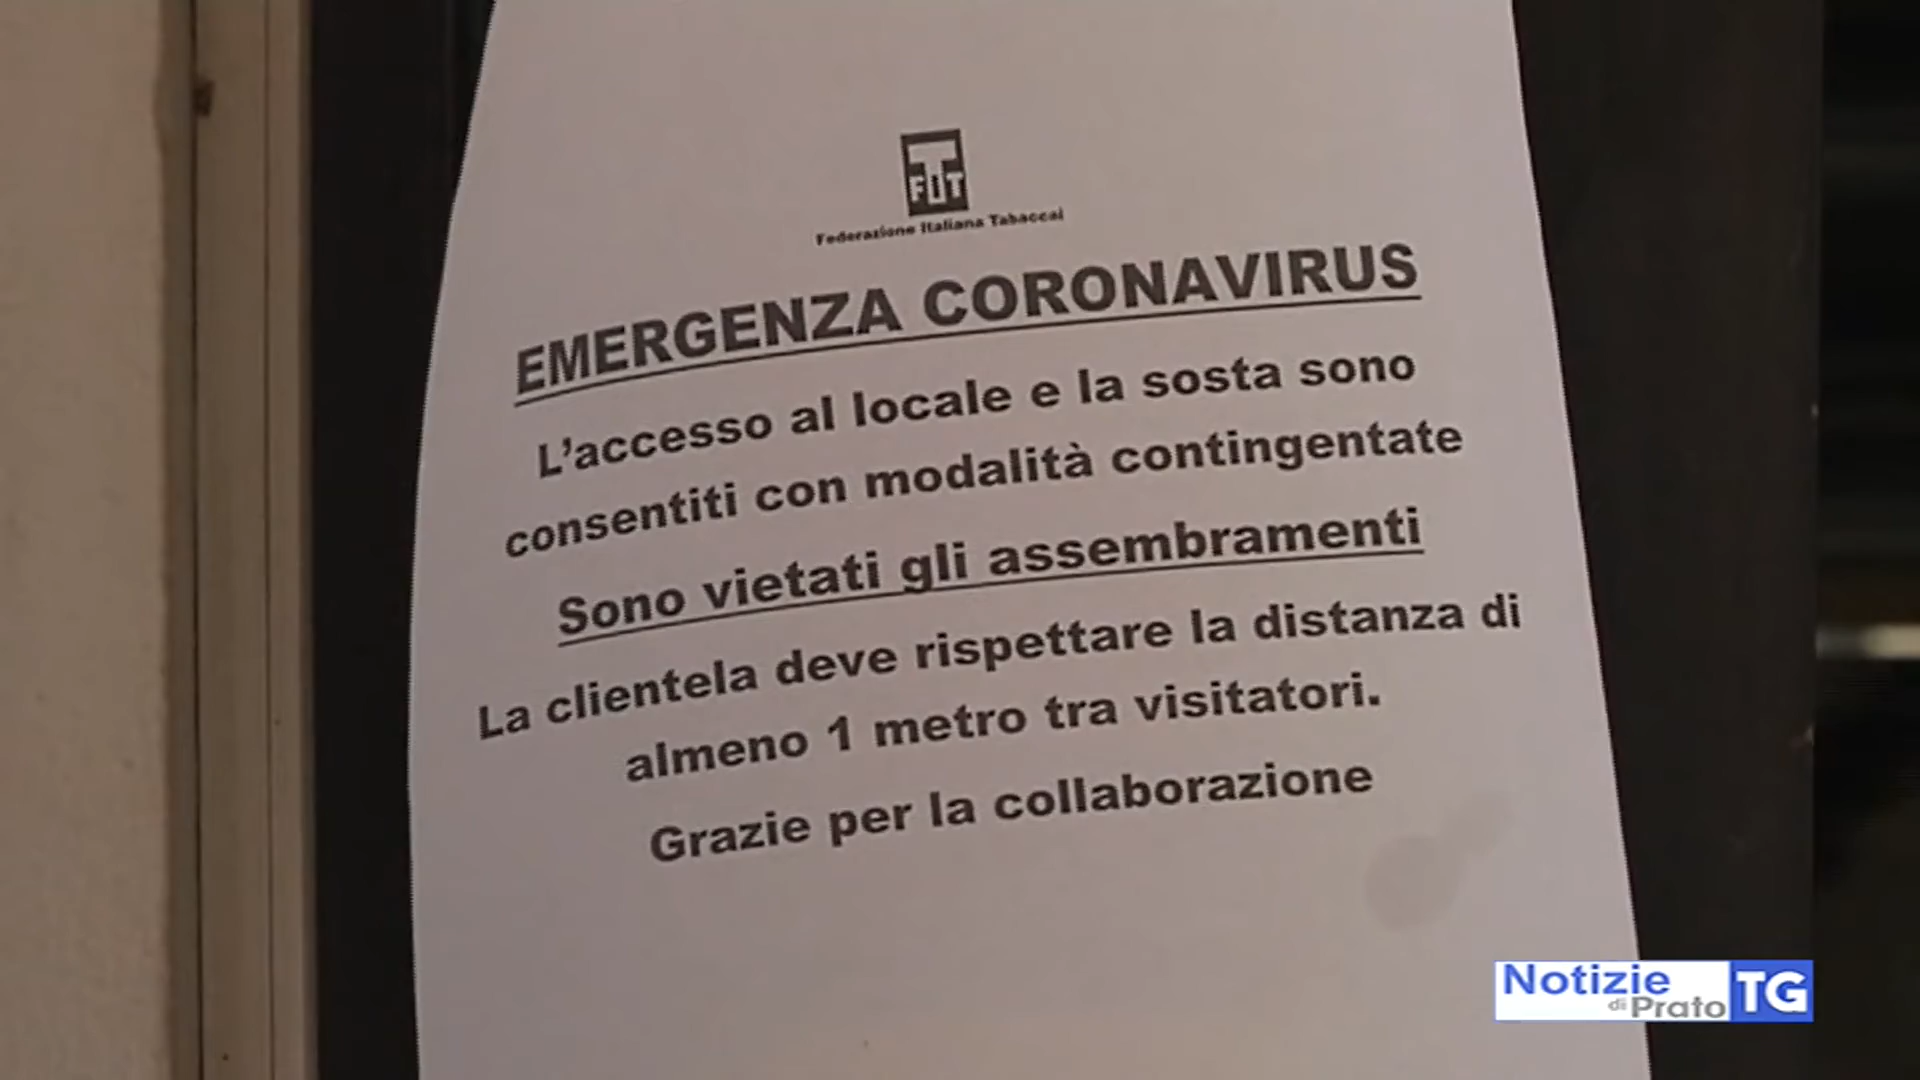 FIT
Federazione Italiana Tabaccai
EMERGENZA CORONAVIRUS
L'accesso al locale e la sosta sono
consentiti con modalità contingentate
Sono vietati gli assembramenti
La clientela deve rispettare la distanza di
almeno 1 metro tra visitatori.
Grazie per la collaborazione
Notizie
di Prato TG